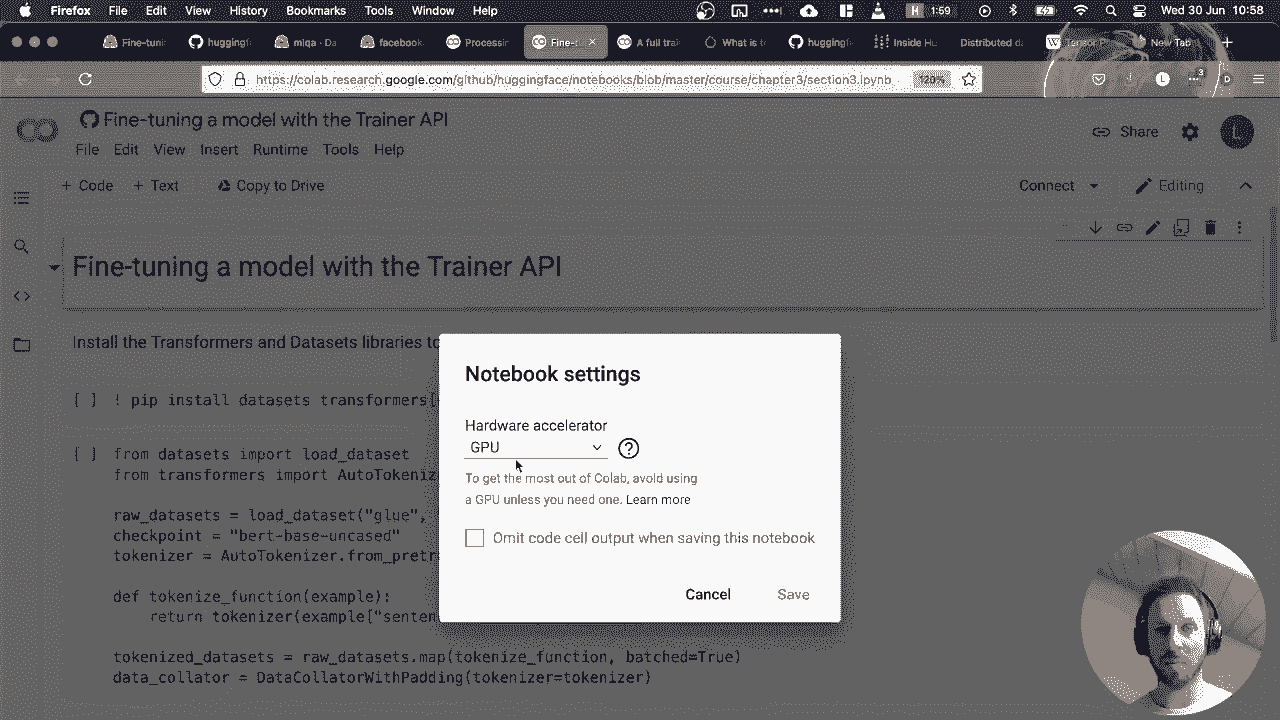 Firefox File Edit View History Bookmarks Tools Window Help 1:59 Wed 30 Jun 10:58
Fine-tuni huggingf mlqa · Da facebook Processin Fine-tu A full trai What is t huggingf Inside Hu Distributed da New Tab
https://colab.research.google.com/github/huggingface/notebooks/blob/master/course/chapter3/section3.ipynb 120%
Fine-tuning a model with the Trainer API
Share
File Edit View Insert Runtime Tools Help
+ Code + Text Copy to Drive Connect Editing
Fine-tuning a model with the Trainer API
Install the Transformers and Datasets libraries to
[ ] ! pip install datasets transformers[
[ ] from datasets import load_dataset
from transformers import AutoTokeniz
raw_datasets = load_dataset("glue",
checkpoint = "bert-base-uncased"
tokenizer = AutoTokenizer.from_pretr
def tokenize_function(example):
return tokenizer(example["senten
tokenized_datasets = raw_datasets.map(tokenize_function, batched=True)
data_collator = DataCollatorWithPadding(tokenizer=tokenizer)
Notebook settings
Hardware accelerator
GPU
To get the most out of Colab, avoid using
a GPU unless you need one. Learn more
Omit code cell output when saving this notebook
Cancel Save